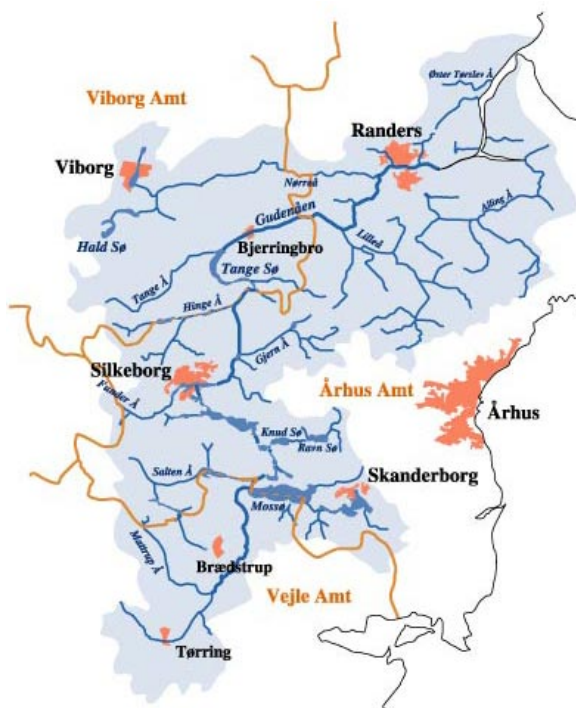 Øster Tørslev Å
Viborg Amt
Randers
Viborg
Nørreå
Alling Å
Gudenåen
Lilleå
Hald Sø
Bjerringbro
Tange Sø
Tange Å
Hinge Å
Gjern Å
Silkeborg
Århus Amt
Funder Å
Århus
Knud Sø
Ravn Sø
Salten Å
Skanderborg
Mossø
Mattrup Å
Brædstrup
Vejle Amt
Tørring